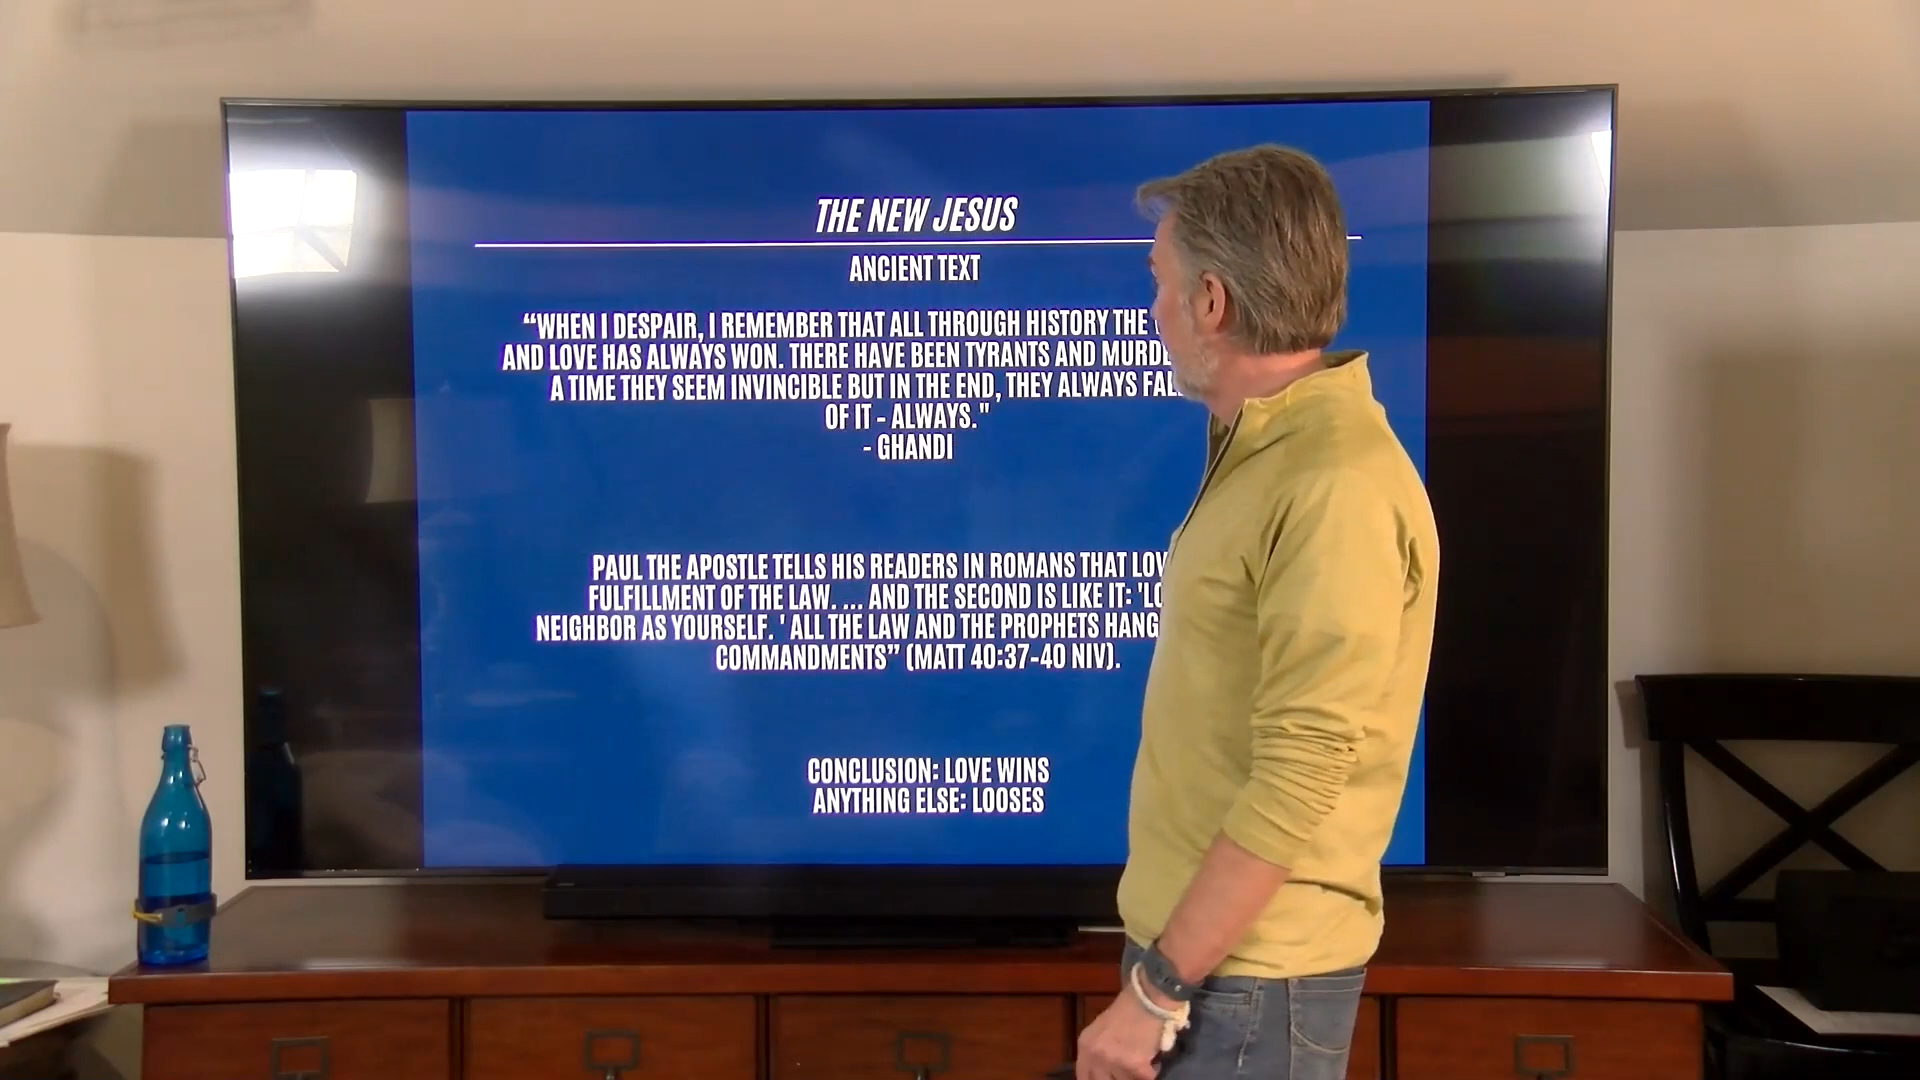 THE NEW JESUS
ANCIENT TEXT
“WHEN I DESPAIR, I REMEMBER THAT ALL THROUGH HISTORY THE
AND LOVE HAS ALWAYS WON. THERE HAVE BEEN TYRANTS AND
A TIME THEY SEEM INVINCIBLE BUT IN THE END, THEY ALWAYS
OF IT - ALWAYS."
- GHANDI
PAUL THE APOSTLE TELLS HIS READERS IN ROMANS THAT
FULFILLMENT OF THE LAW. ... AND THE SECOND IS LIKE IT:
NEIGHBOR AS YOURSELF. ' ALL THE LAW AND THE PROPHETS HANG
COMMANDMENTS” (MATT 40:37-40 NIV).
CONCLUSION: LOVE WINS
ANYTHING ELSE: LOOSES